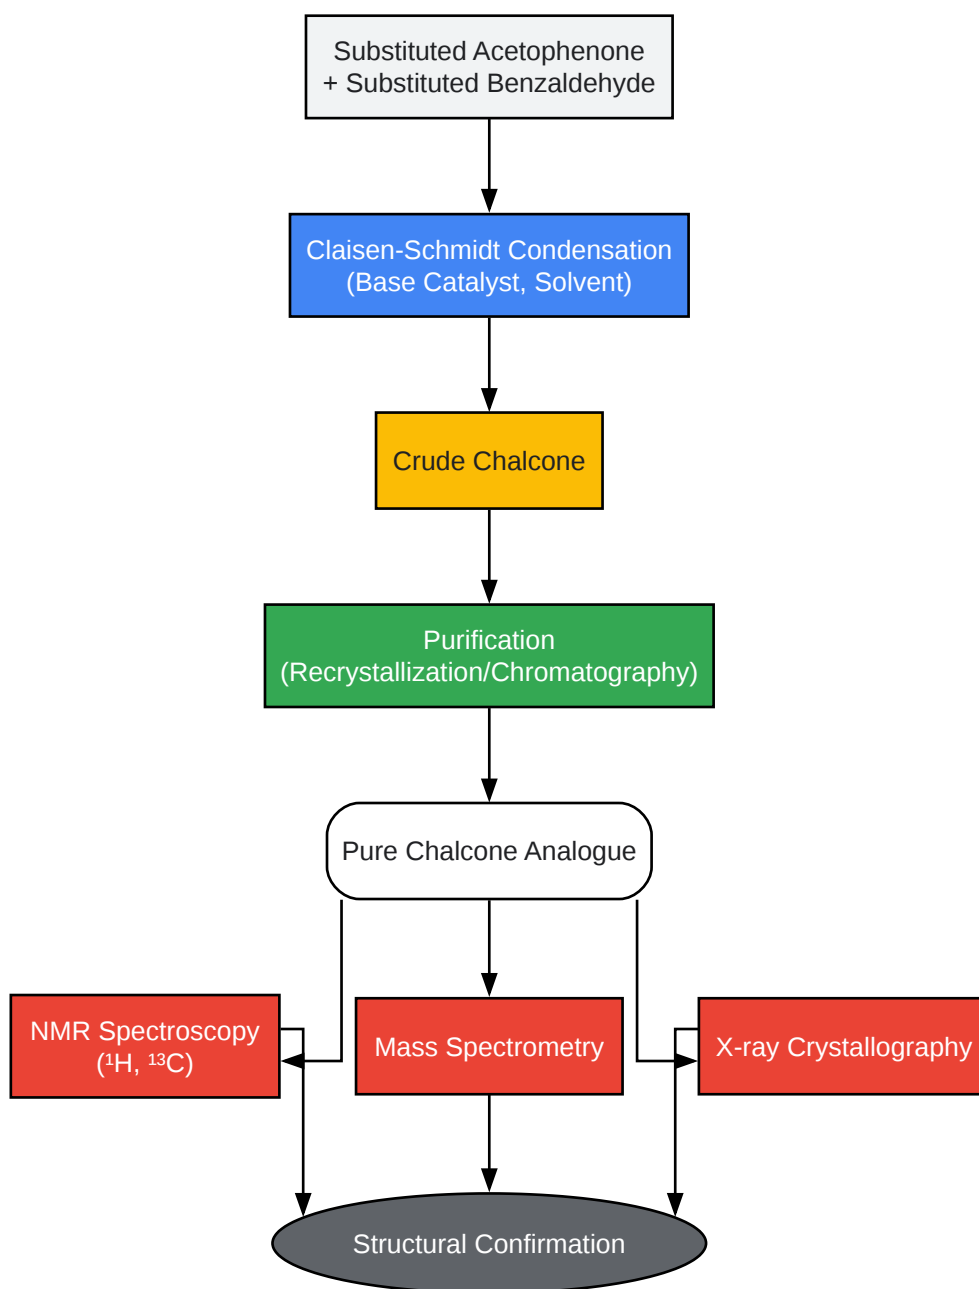 Substituted Acetophenone
+ Substituted Benzaldehyde
Claisen-Schmidt Condensation
(Base Catalyst, Solvent)
Crude Chalcone
Purification
(Recrystallization/Chromatography)
Pure Chalcone Analogue
NMR Spectroscopy
(¹H, ¹³C)
Mass Spectrometry
X-ray Crystallography
Structural Confirmation